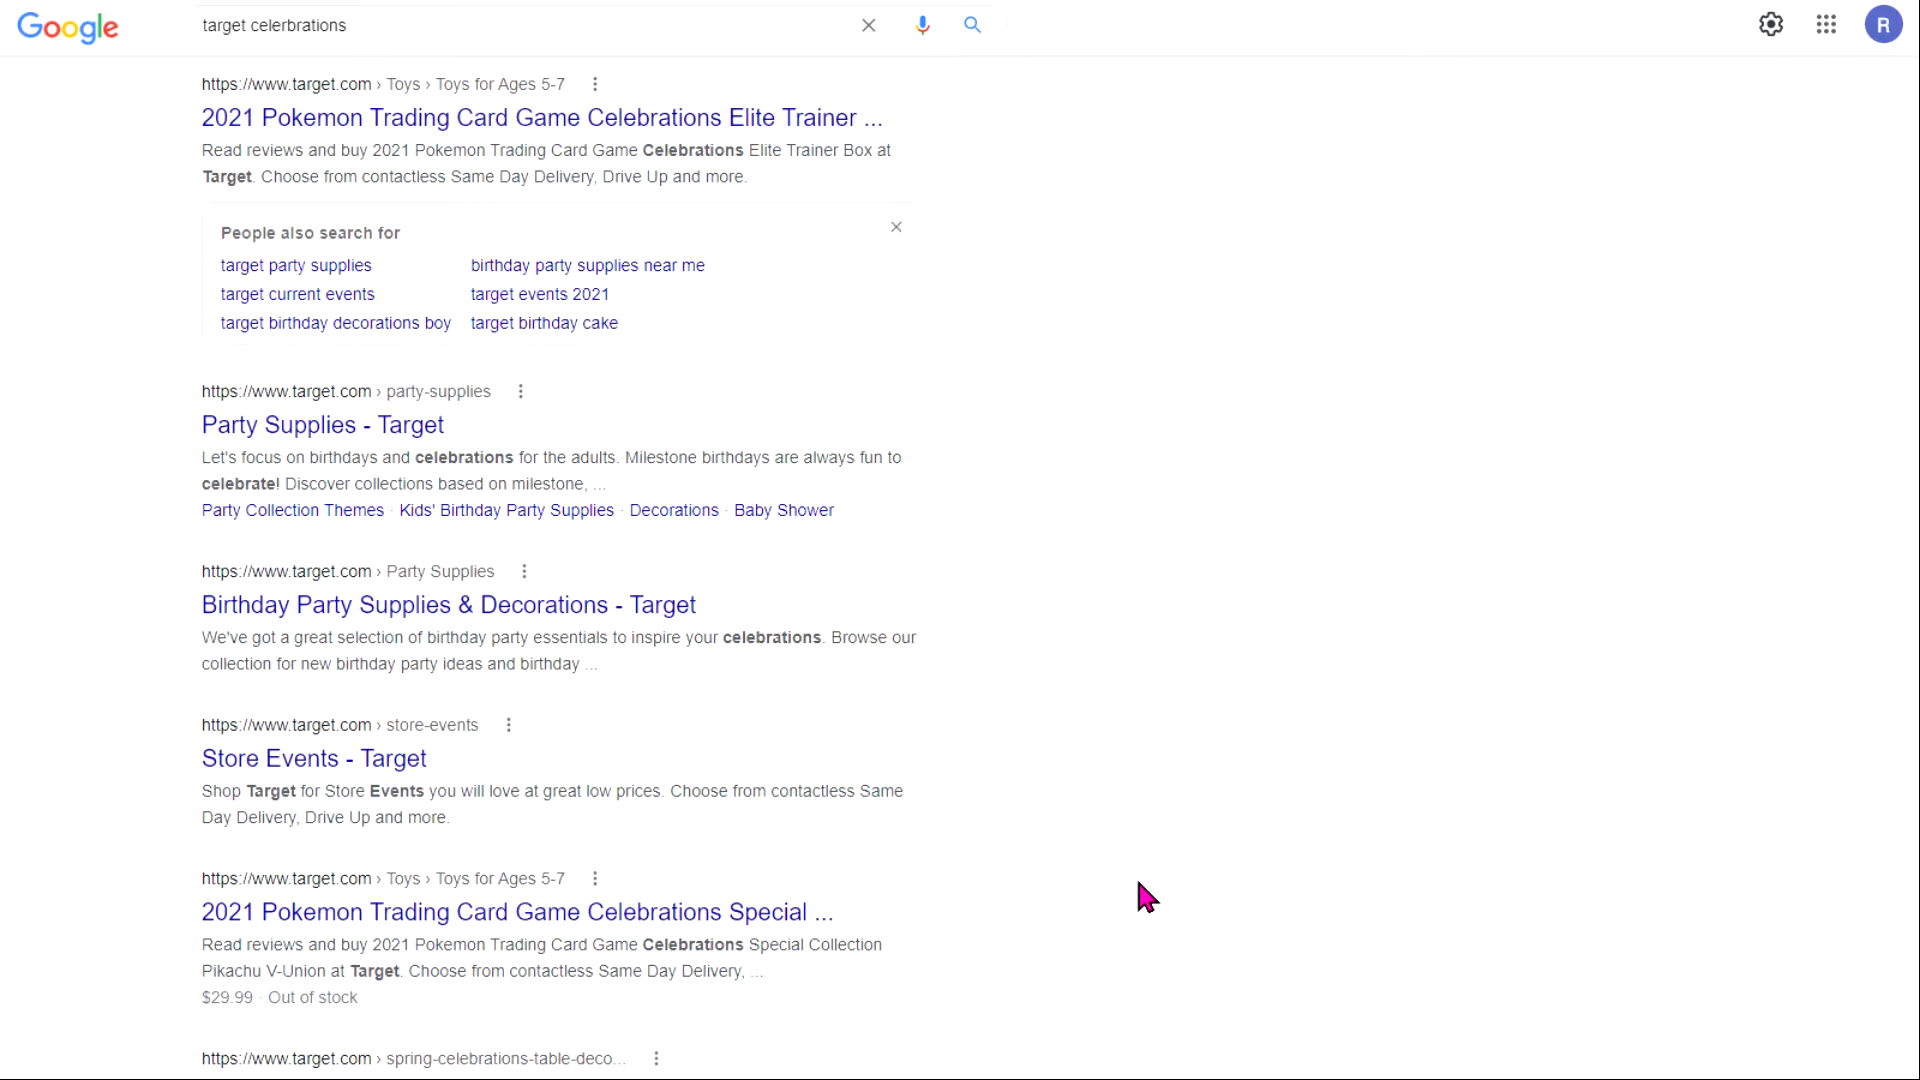 Google
target celerbrations
R
https://www.target.com › Toys › Toys for Ages 5-7
2021 Pokemon Trading Card Game Celebrations Elite Trainer ...
Read reviews and buy 2021 Pokemon Trading Card Game Celebrations Elite Trainer Box at
Target. Choose from contactless Same Day Delivery, Drive Up and more.
People also search for
target party supplies birthday party supplies near me
target current events target events 2021
target birthday decorations boy target birthday cake
https://www.target.com › party-supplies
Party Supplies - Target
Let's focus on birthdays and celebrations for the adults. Milestone birthdays are always fun to
celebrate! Discover collections based on milestone, ...
Party Collection Themes · Kids' Birthday Party Supplies · Decorations · Baby Shower
https://www.target.com › Party Supplies
Birthday Party Supplies & Decorations - Target
We've got a great selection of birthday party essentials to inspire your celebrations. Browse our
collection for new birthday party ideas and birthday ...
https://www.target.com › store-events
Store Events - Target
Shop Target for Store Events you will love at great low prices. Choose from contactless Same
Day Delivery, Drive Up and more.
https://www.target.com › Toys › Toys for Ages 5-7
2021 Pokemon Trading Card Game Celebrations Special ...
Read reviews and buy 2021 Pokemon Trading Card Game Celebrations Special Collection
Pikachu V-Union at Target. Choose from contactless Same Day Delivery, ...
$29.99 · Out of stock
https://www.target.com › spring-celebrations-table-deco...